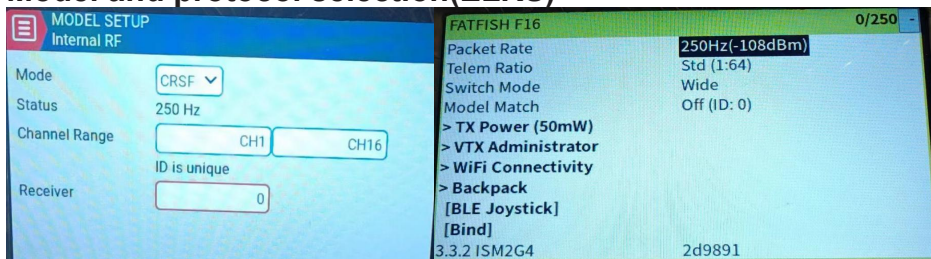 MODEL SETUP
Internal RF
Mode
CRSF
Status
250 Hz
Channel Range
CH1
CH16
ID is unique
Receiver
0
FATFISH F16
0/250
Packet Rate
250Hz(-108dBm)
Telem Ratio
Std (1:64)
Switch Mode
Wide
Model Match
Off (ID: 0)
> TX Power (50mW)
> VTX Administrator
> WiFi Connectivity
> Backpack
[BLE Joystick]
[Bind]
3.3.2 ISM2G4
2d9891